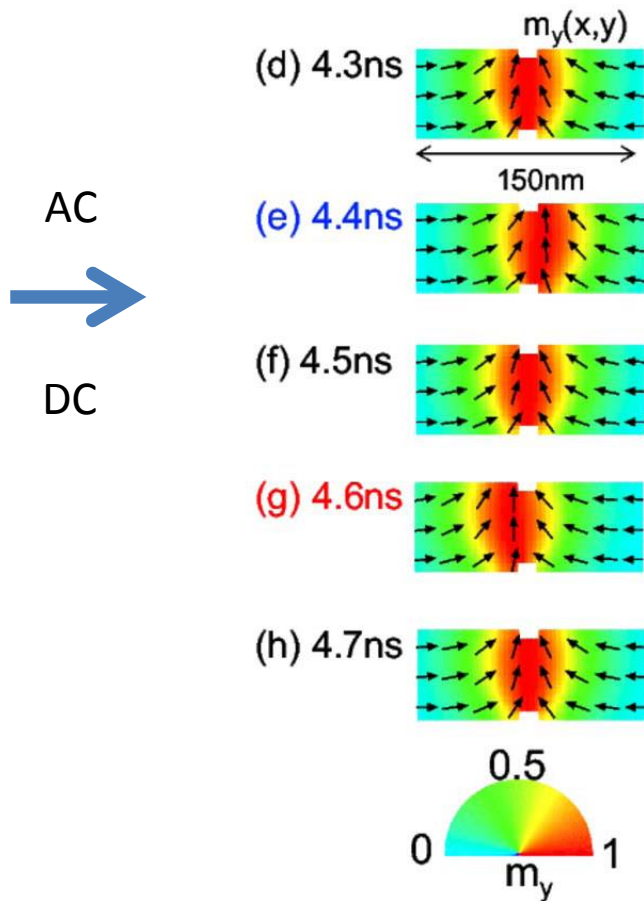 m_y(x,y)
(d) 4.3ns
150nm
AC
(e) 4.4ns
(f) 4.5ns
DC
(g) 4.6ns
(h) 4.7ns
0.5
0 1
m_y